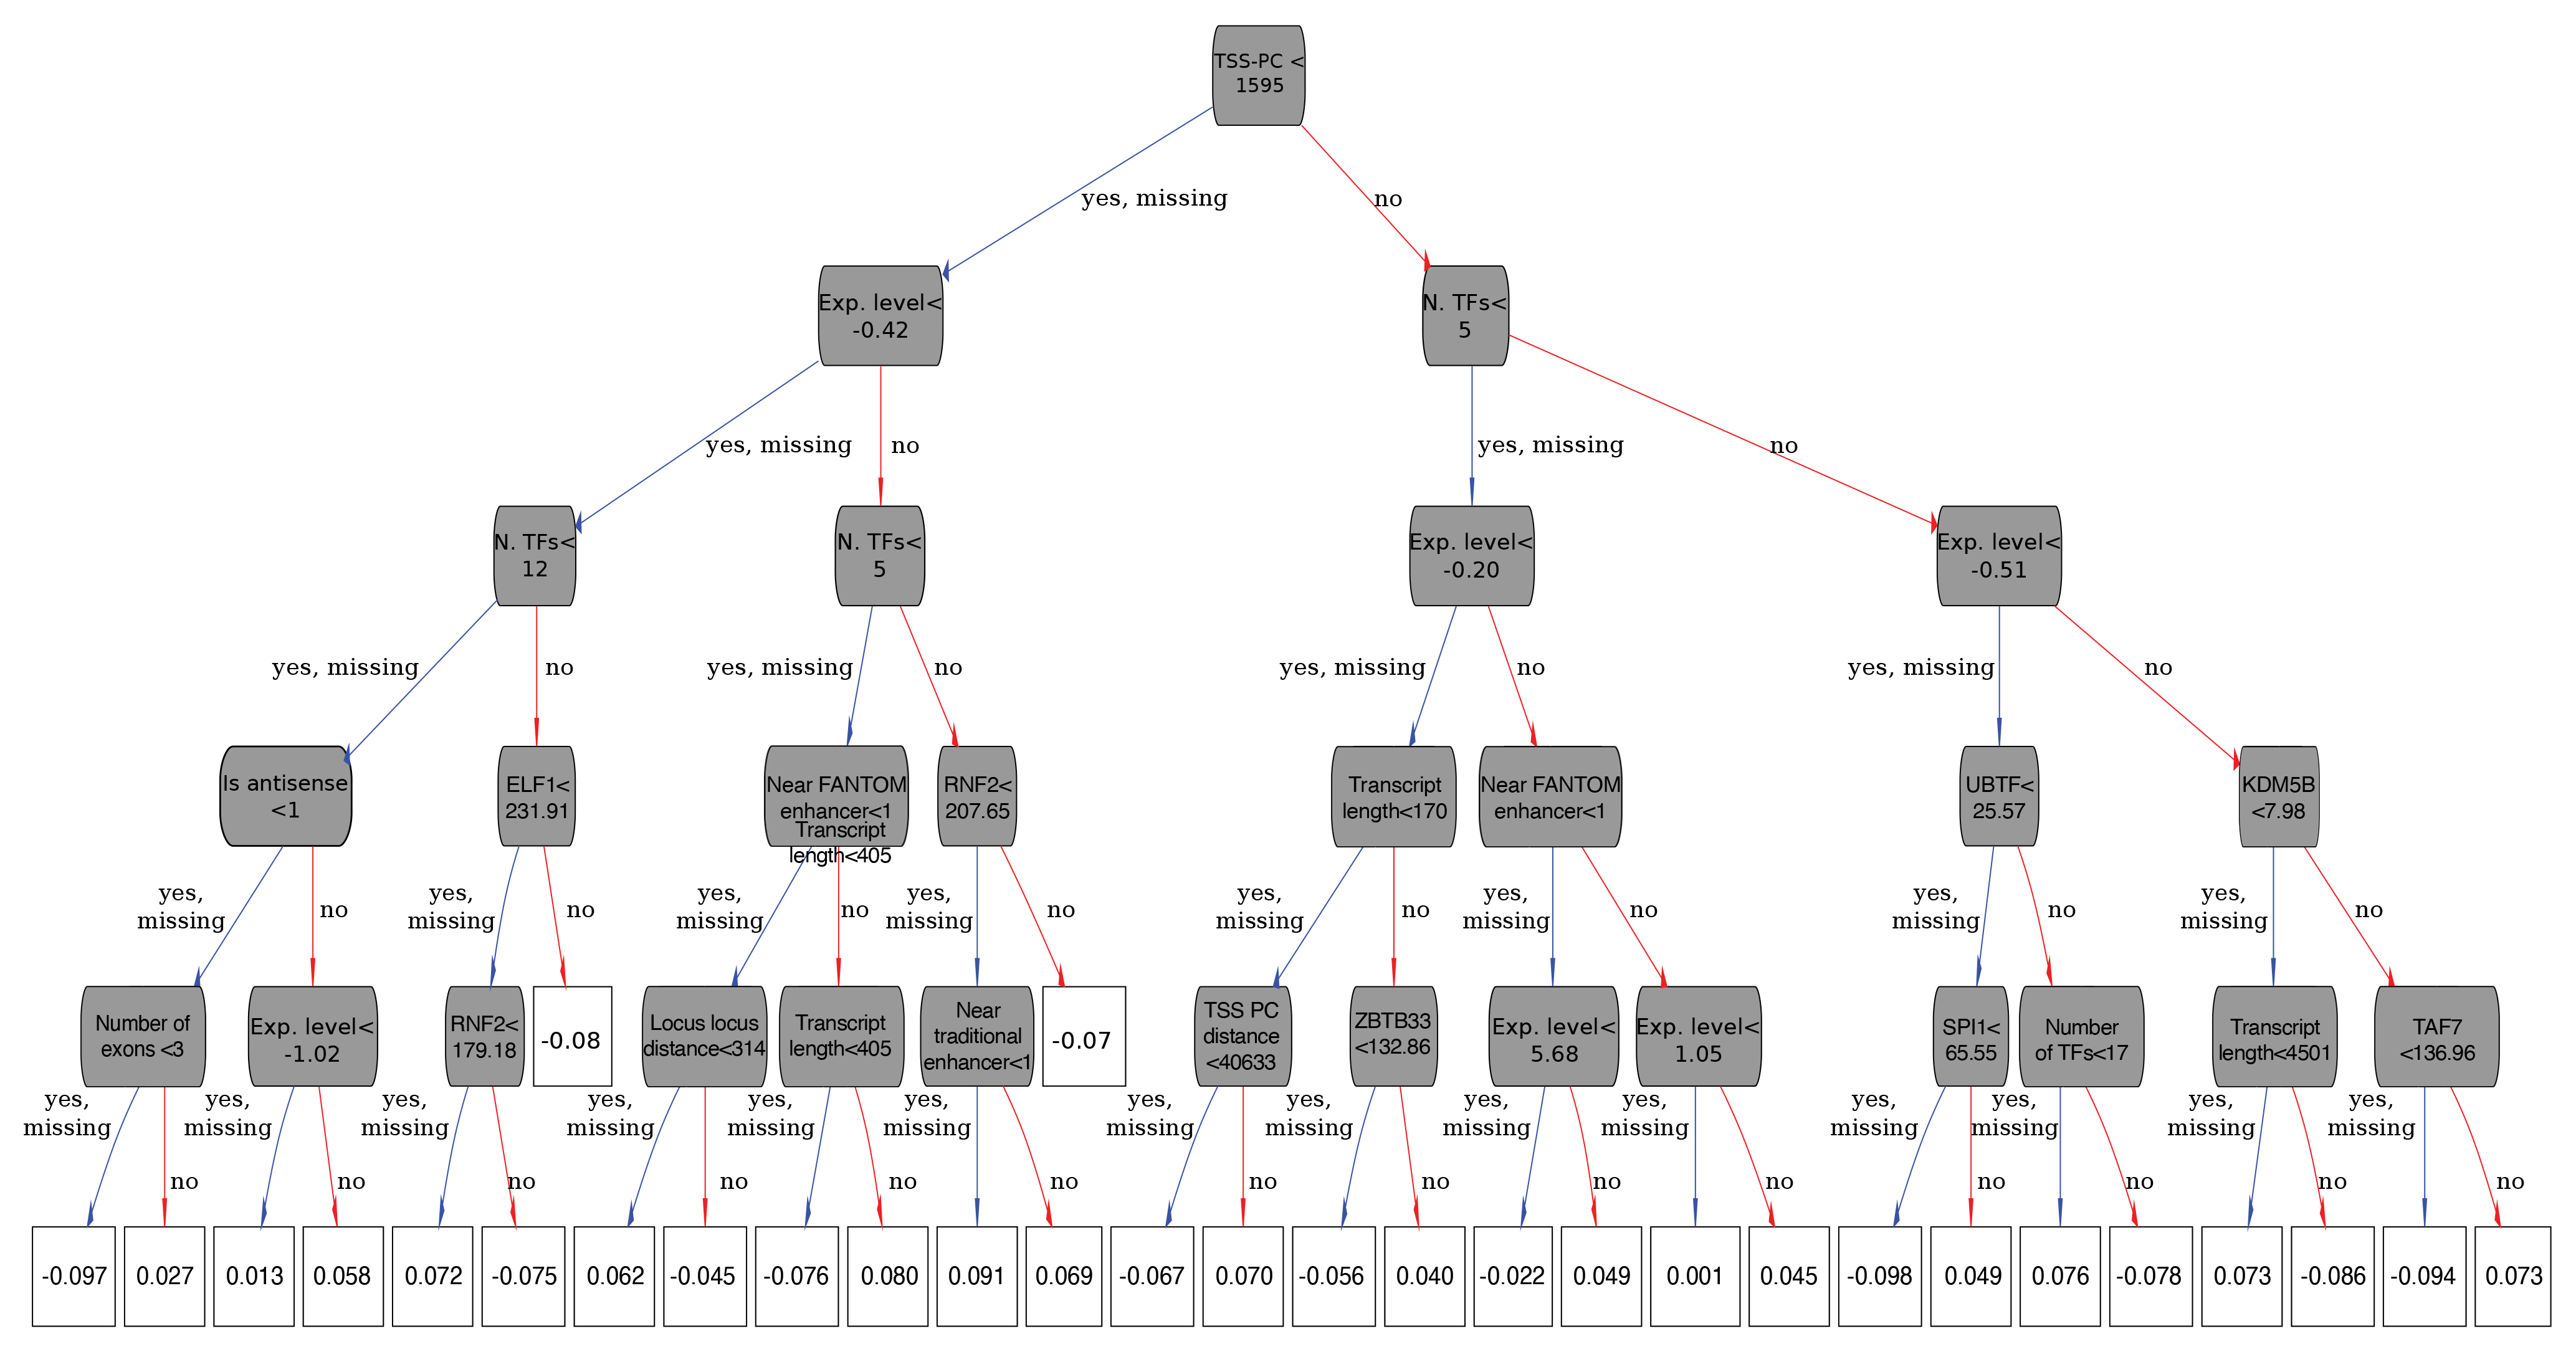 TSS-PC <
1595
yes, missing
no
Exp. level<
-0.42
N. TFs<
5
yes, missing
no
yes, missing
no
N. TFs<
12
N. TFs<
5
Exp. level<
-0.20
Exp. level<
-0.51
yes, missing
no
yes, missing
no
yes, missing
no
yes, missing
no
Is antisense
<1
ELF1<
231.91
Near FANTOM
enhancer<1
Transcript
length<405
RNF2<
207.65
Transcript
length<170
Near FANTOM
enhancer<1
UBTF<
25.57
KDM5B
<7.98
yes,
missing
no
yes,
missing
no
yes,
missing
no
yes,
missing
no
yes,
missing
no
yes,
missing
no
yes,
missing
no
yes,
missing
no
Number of
exons <3
Exp. level<
-1.02
RNF2<
179.18
-0.08
Locus locus
distance<314
Transcript
length<405
Near
traditional
enhancer<1
-0.07
TSS PC
distance
<40633
ZBTB33
<132.86
Exp. level<
5.68
Exp. level<
1.05
SPI1<
65.55
Number
of TFs<17
Transcript
length<4501
TAF7
<136.96
yes,
missing
no
yes,
missing
no
yes,
missing
no
yes,
missing
no
yes,
missing
no
yes,
missing
no
yes,
missing
no
yes,
missing
no
yes,
missing
no
yes,
missing
no
yes,
missing
no
yes,
missing
no
yes,
missing
no
yes,
missing
no
-0.097
0.027
0.013
0.058
0.072
-0.075
0.062
-0.045
-0.076
0.080
0.091
0.069
-0.067
0.070
-0.056
0.040
-0.022
0.049
0.001
0.045
-0.098
0.049
0.076
-0.078
0.073
-0.086
-0.094
0.073